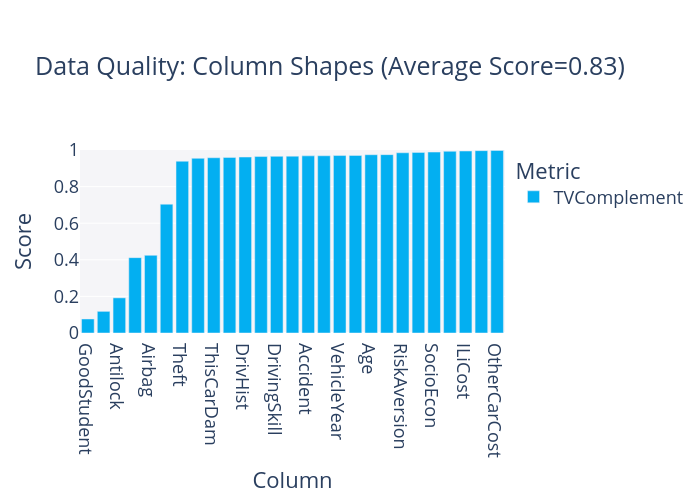 Data Quality: Column Shapes (Average Score=0.83)
Metric
TVComplement
Score
1
0.8
0.6
0.4
0.2
0
GoodStudent
Antilock
Airbag
Theft
ThisCarDam
DrivHist
DrivingSkill
Accident
VehicleYear
Age
RiskAversion
SocioEcon
ILiCost
OtherCarCost
Column